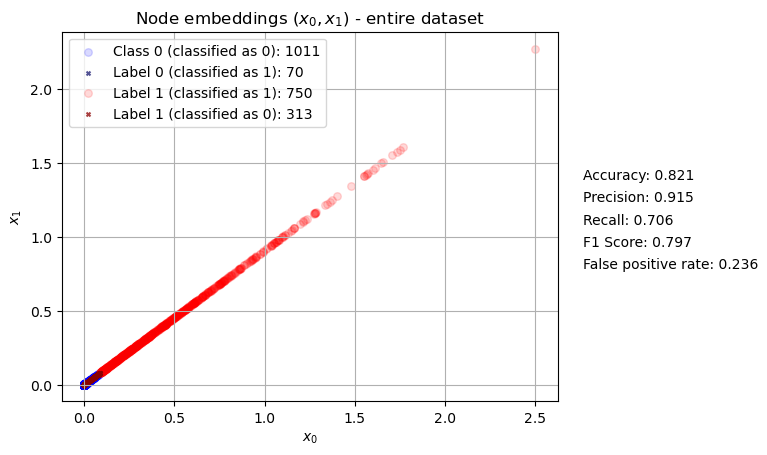 Node embeddings (x₀, x₁) - entire dataset
Class 0 (classified as 0): 1011
Label 0 (classified as 1): 70
Label 1 (classified as 1): 750
Label 1 (classified as 0): 313
2.0
1.5
1.0
0.5
0.0
x₁
0.0 0.5 1.0 1.5 2.0 2.5
x₀
Accuracy: 0.821
Precision: 0.915
Recall: 0.706
F1 Score: 0.797
False positive rate: 0.236